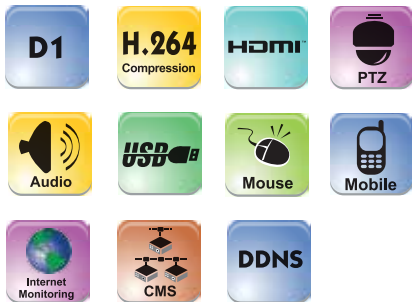 D1
H.264
Compression
HDMI
PTZ
Audio
USB
Mouse
Mobile
Internet
Monitoring
CMS
DDNS